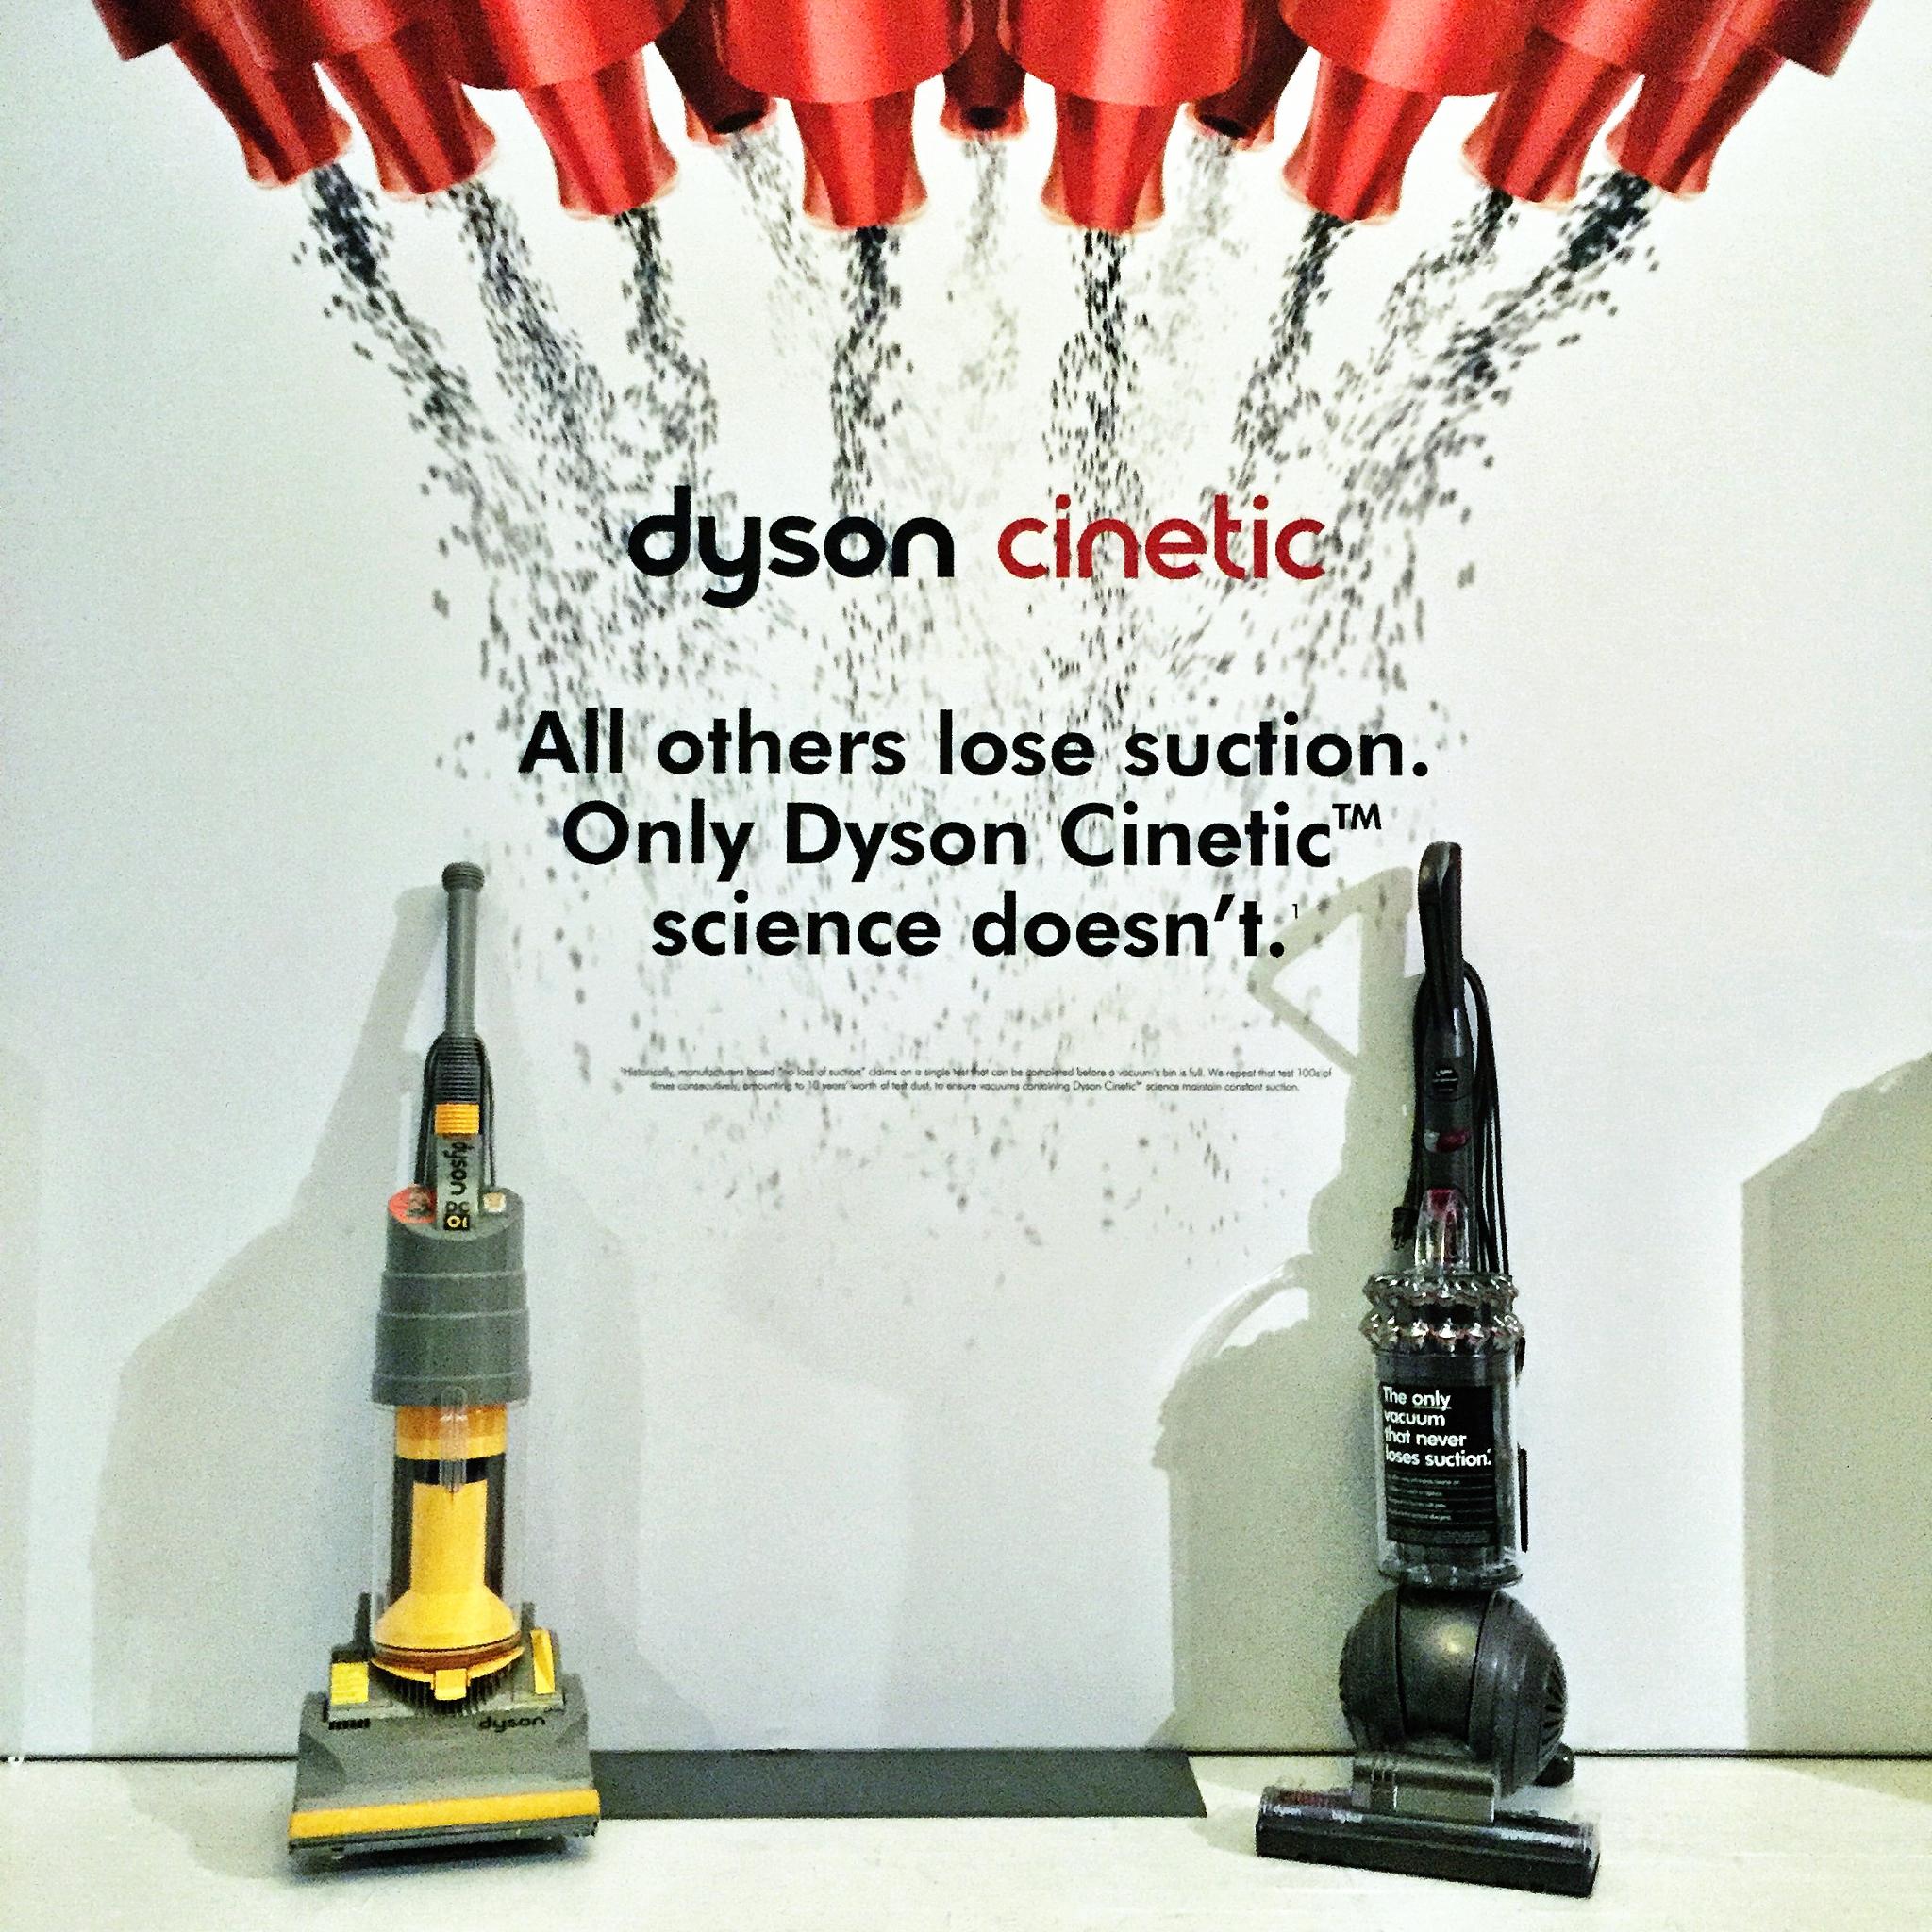 dyson cinetic
All others lose suction.
Only Dyson Cinetic™
science doesn't.¹
¹Historically, manufacturers based "no loss of suction" claims on a single test that can be completed before a vacuum's bin is full. We repeat that test 100s of
times consecutively, amounting to 10 years' worth of test dust, to ensure vacuums containing Dyson Cinetic™ science maintain constant suction.
dyson
The only
vacuum
that never
loses suction.
dyson
dyson